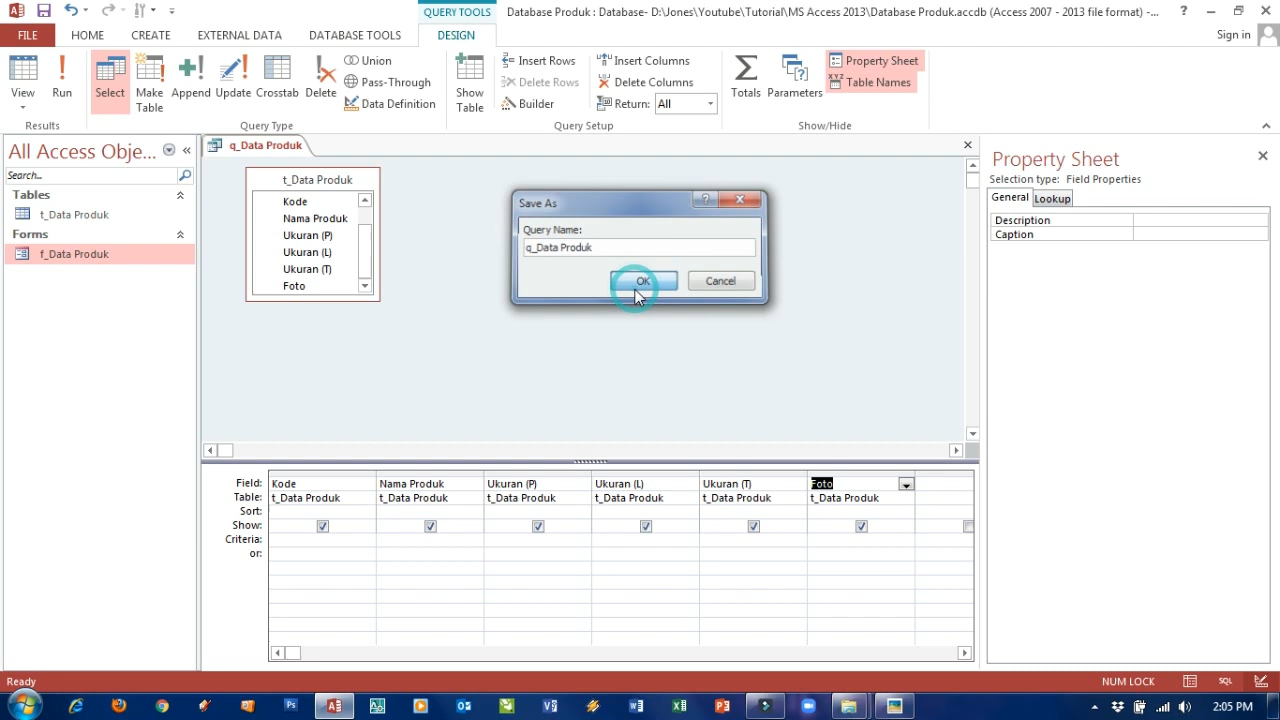 QUERY TOOLS
Database Produk : Database- D:\Jones\Youtube\Tutorial\MS Access 2013\Database Produk.accdb (Access 2007 - 2013 file format) -...
FILE HOME CREATE EXTERNAL DATA DATABASE TOOLS DESIGN Sign in
View Run
Results
Select Make Table Append Update Crosstab Delete
Union
Pass-Through
Data Definition
Query Type
Show Table
Insert Rows
Delete Rows
Builder
Insert Columns
Delete Columns
Return: All
Query Setup
Totals Parameters
Property Sheet
Table Names
Show/Hide
All Access Obje...
Search...
Tables
t_Data Produk
Forms
f_Data Produk
q_Data Produk
t_Data Produk
Kode
Nama Produk
Ukuran (P)
Ukuran (L)
Ukuran (T)
Foto
Save As
Query Name:
q_Data Produk
OK Cancel
Field: Kode Nama Produk Ukuran (P) Ukuran (L) Ukuran (T) Foto
Table: t_Data Produk t_Data Produk t_Data Produk t_Data Produk t_Data Produk t_Data Produk
Sort:
Show:
Criteria:
or:
Property Sheet
Selection type: Field Properties
General Lookup
Description
Caption
Ready
NUM LOCK
SQL
2:05 PM